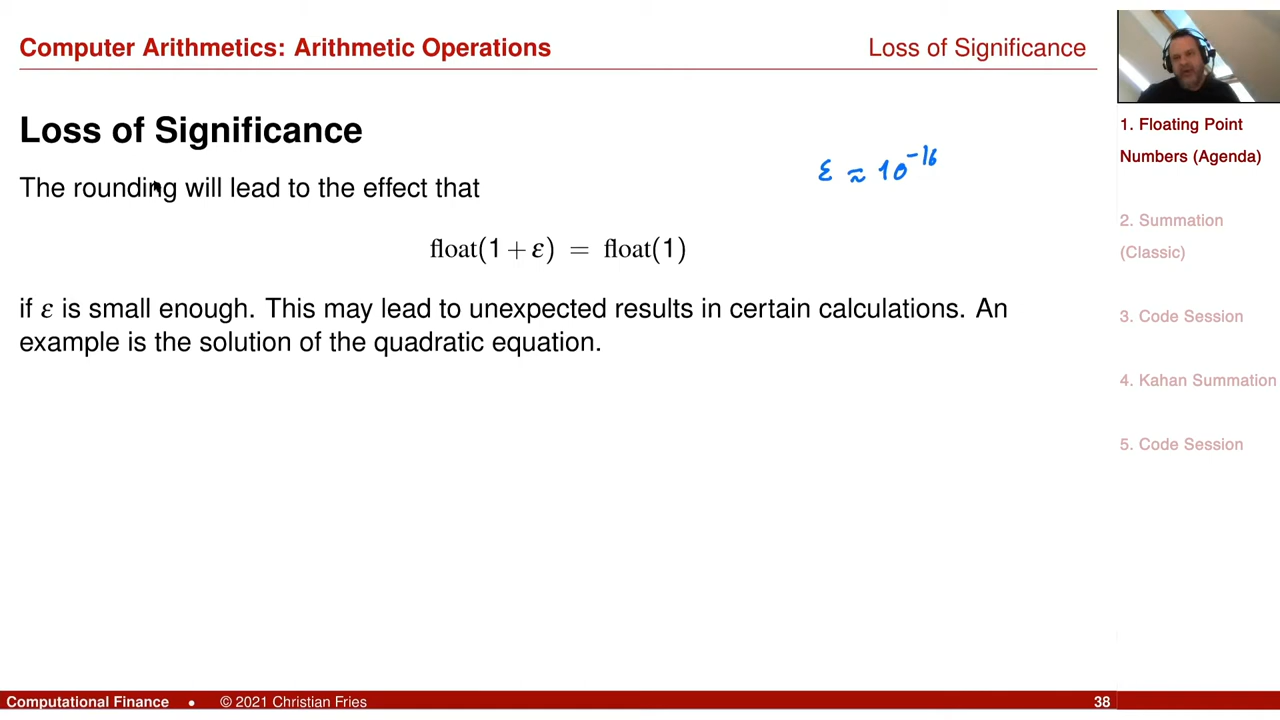 Computer Arithmetics: Arithmetic Operations
Loss of Significance
Loss of Significance
The rounding will lead to the effect that
ε ≈ 10⁻¹⁶
float(1 + ε) = float(1)
if ε is small enough. This may lead to unexpected results in certain calculations. An
example is the solution of the quadratic equation.
1. Floating Point
Numbers (Agenda)
2. Summation
(Classic)
3. Code Session
4. Kahan Summation
5. Code Session
Computational Finance • © 2021 Christian Fries
38